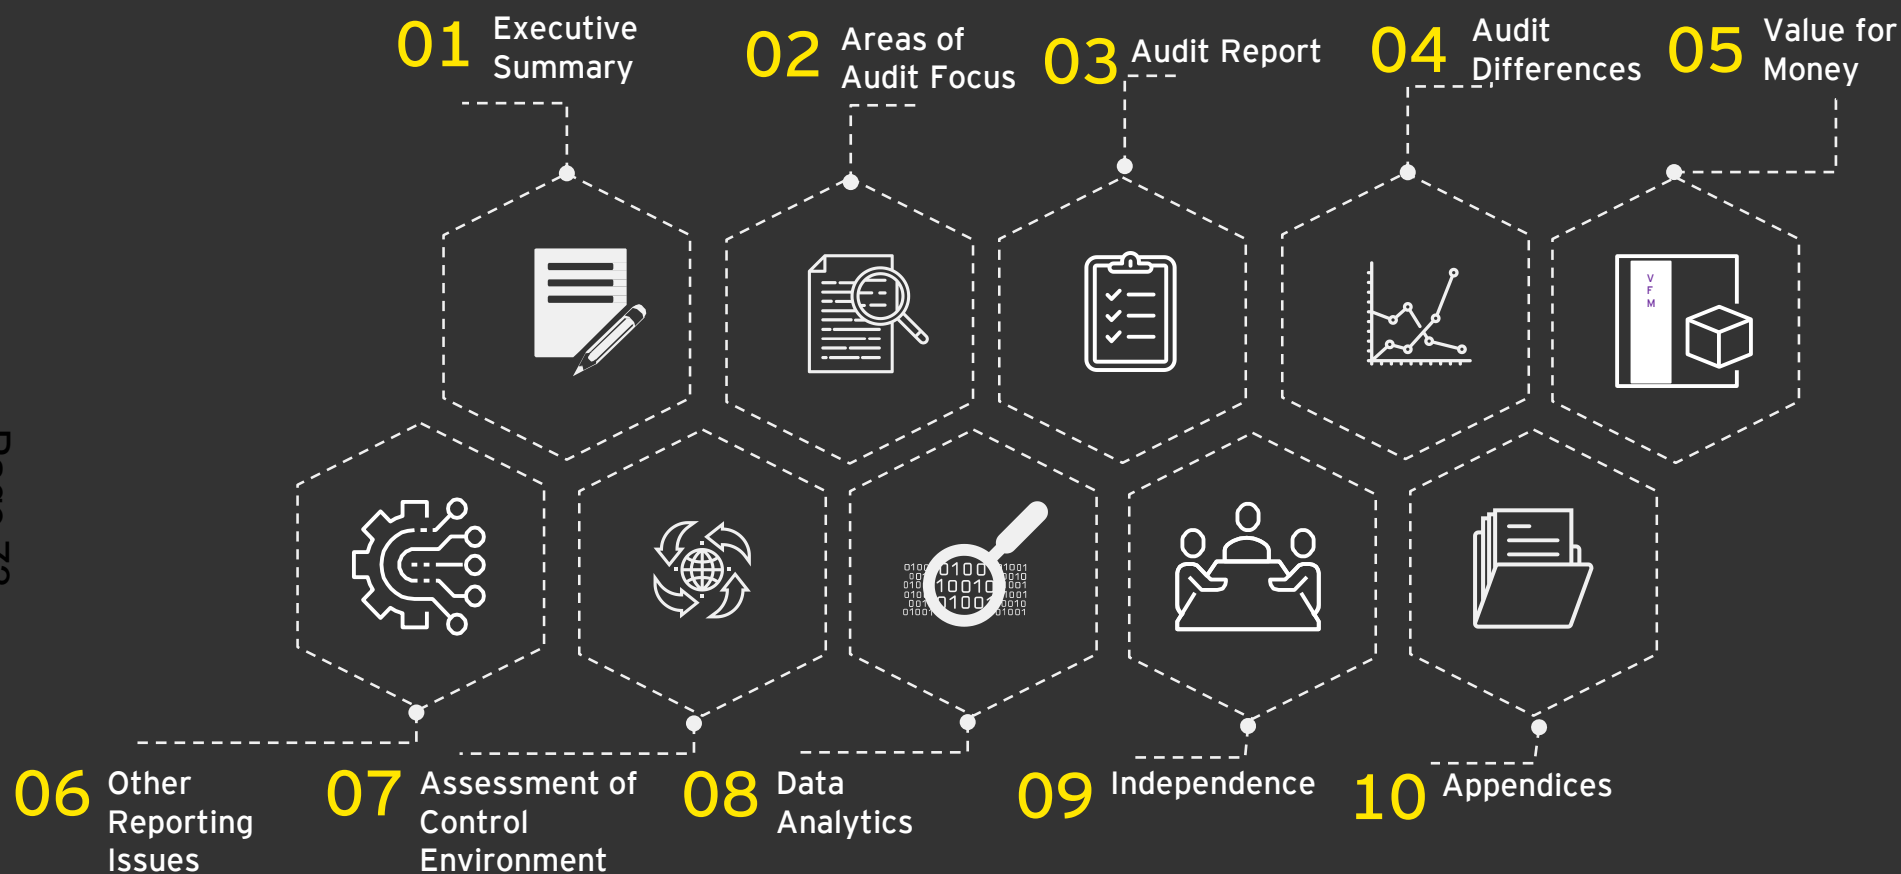 01 Executive
Summary
02 Areas of
Audit Focus
03 Audit Report
04 Audit
Differences
05 Value for
Money
V
F
M
06 Other
Reporting
Issues
07 Assessment of
Control
Environment
08 Data
Analytics
09 Independence
10 Appendices